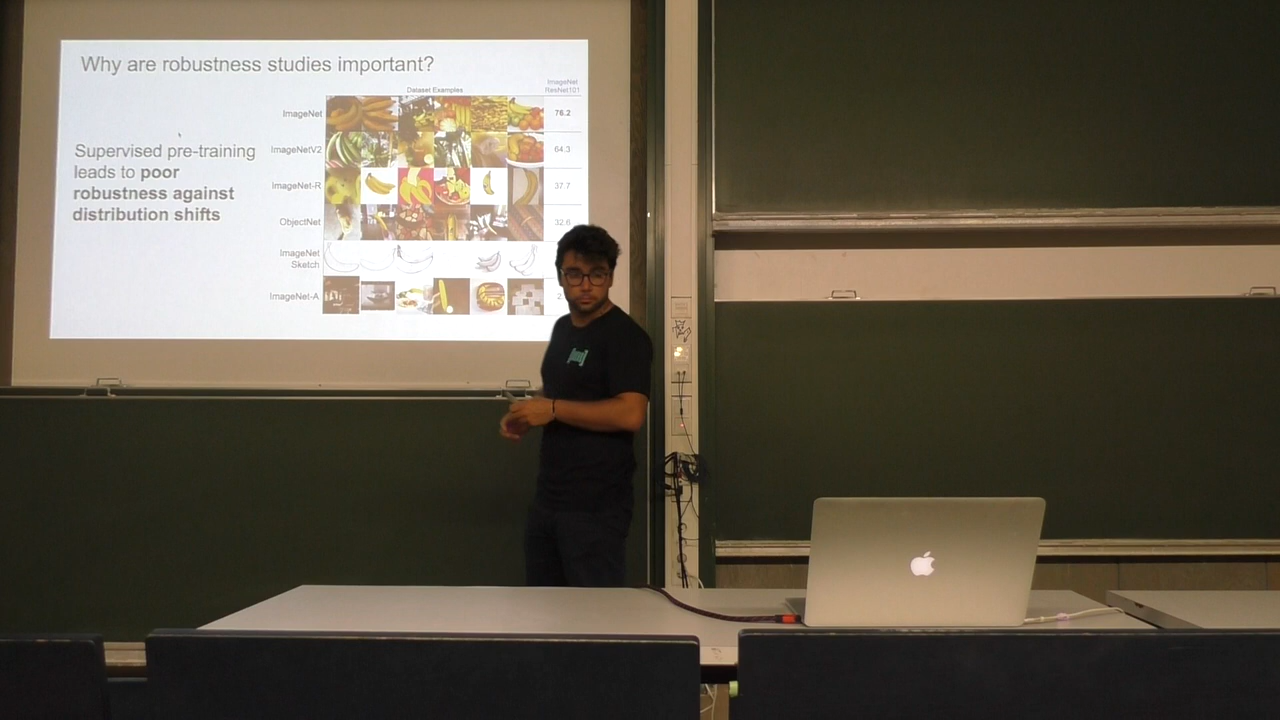 Why are robustness studies important?
ImageNet
ResNet101
Dataset Examples
ImageNet 76.2
Supervised pre-training
leads to poor
robustness against
distribution shifts
ImageNetV2 64.3
ImageNet-R 37.7
ObjectNet 32.6
ImageNet
Sketch
ImageNet-A 2.